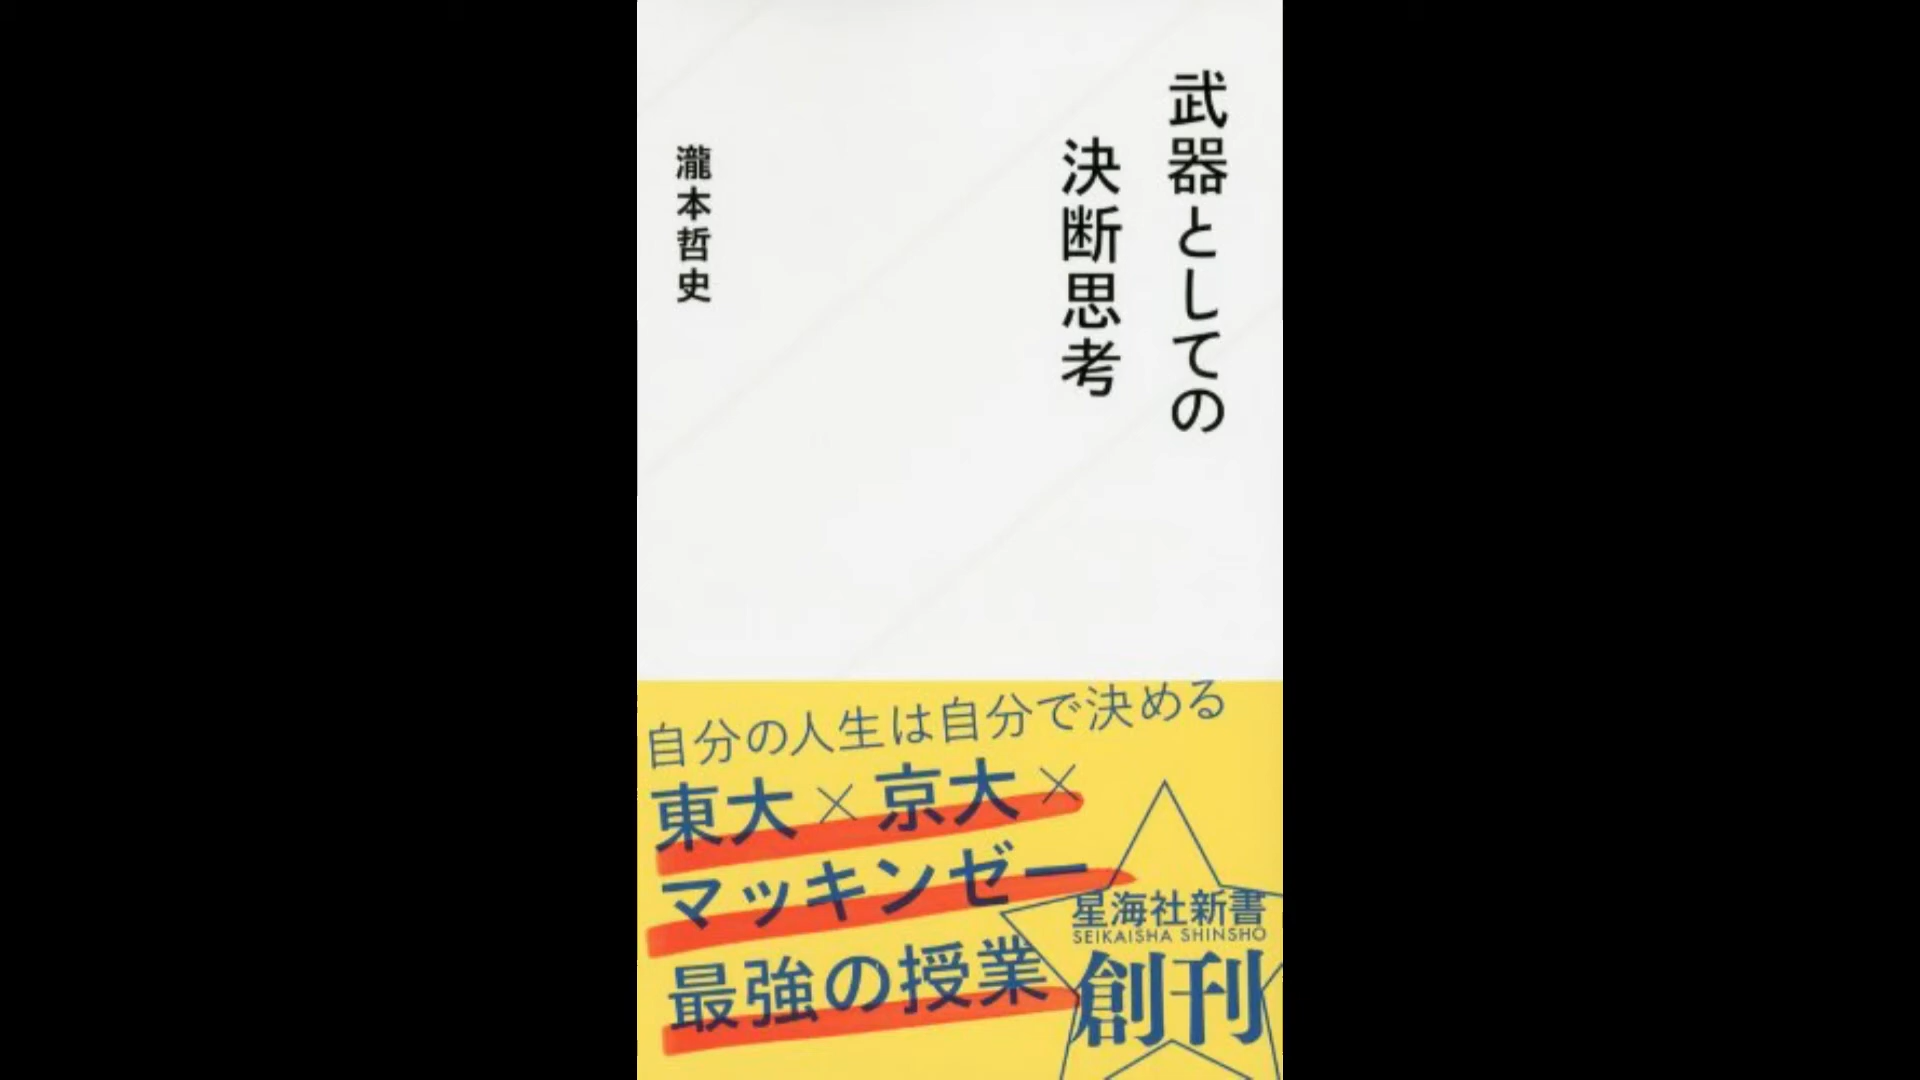 武器としての
決断思考
瀧本哲史
自分の人生は自分で決める
東大×京大×
マッキンゼー
最強の授業
星海社新書
SEIKAISHA SHINSHO
創刊